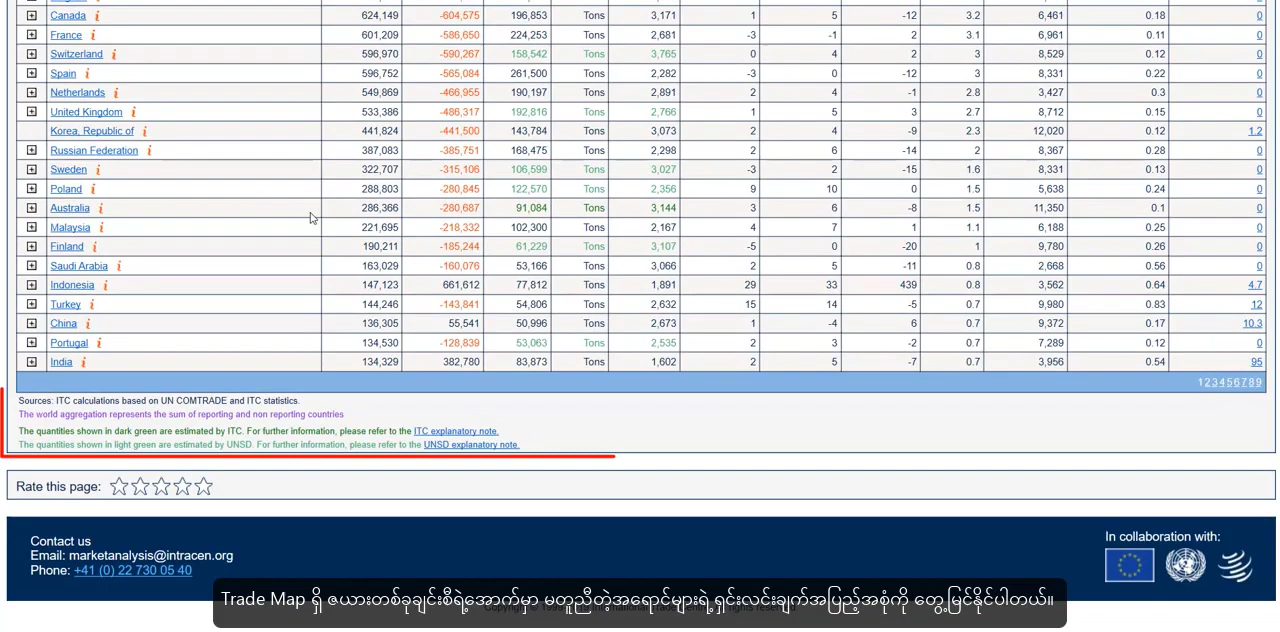 Canada i 624,149 -604,575 196,853 Tons 3,171 1 5 -12 3.2 6,461 0.18 0
France i 601,209 -586,650 224,253 Tons 2,681 -3 -1 2 3.1 6,961 0.11 0
Switzerland i 596,970 -590,267 158,542 Tons 3,765 0 4 2 3 8,529 0.12 0
Spain i 596,752 -565,084 261,500 Tons 2,282 -3 0 -12 3 8,331 0.22 0
Netherlands i 549,869 -466,955 190,197 Tons 2,891 2 4 -1 2.8 3,427 0.3 0
United Kingdom i 533,386 -486,317 192,816 Tons 2,766 1 5 3 2.7 8,712 0.15 0
Korea, Republic of i 441,824 -441,500 143,784 Tons 3,073 2 4 -9 2.3 12,020 0.12 1.2
Russian Federation i 387,083 -385,751 168,475 Tons 2,298 2 6 -14 2 8,367 0.28 0
Sweden i 322,707 -315,106 106,599 Tons 3,027 -3 2 -15 1.6 8,331 0.13 0
Poland i 288,803 -280,845 122,570 Tons 2,356 9 10 0 1.5 5,638 0.24 0
Australia i 286,366 -280,687 91,084 Tons 3,144 3 6 -8 1.5 11,350 0.1 0
Malaysia i 221,695 -218,332 102,300 Tons 2,167 4 7 1 1.1 6,188 0.25 0
Finland i 190,211 -185,244 61,229 Tons 3,107 -5 0 -20 1 9,780 0.26 0
Saudi Arabia i 163,029 -160,076 53,166 Tons 3,066 2 5 -11 0.8 2,668 0.56 0
Indonesia i 147,123 661,612 77,812 Tons 1,891 29 33 439 0.8 3,562 0.64 4.7
Turkey i 144,246 -143,841 54,806 Tons 2,632 15 14 -5 0.7 9,980 0.83 12
China i 136,305 55,541 50,996 Tons 2,673 1 -4 6 0.7 9,372 0.17 10.3
Portugal i 134,530 -128,839 53,063 Tons 2,535 2 3 -2 0.7 7,289 0.12 0
India i 134,329 382,780 83,873 Tons 1,602 2 5 -7 0.7 3,956 0.54 95
1 2 3 4 5 6 7 8 9
Sources: ITC calculations based on UN COMTRADE and ITC statistics.
The world aggregation represents the sum of reporting and non reporting countries
The quantities shown in dark green are estimated by ITC. For further information, please refer to the ITC explanatory note.
The quantities shown in light green are estimated by UNSD. For further information, please refer to the UNSD explanatory note.
Rate this page:
Contact us
Email: marketanalysis@intracen.org
Phone: +41 (0) 22 730 05 40
In collaboration with:
Trade Map ရှိ ဇယားတစ်ခုချင်းစီရဲ့အောက်မှာ မတူညီတဲ့အရောင်များရဲ့ရှင်းလင်းချက်အပြည့်အစုံကို တွေ့မြင်နိုင်ပါတယ်။